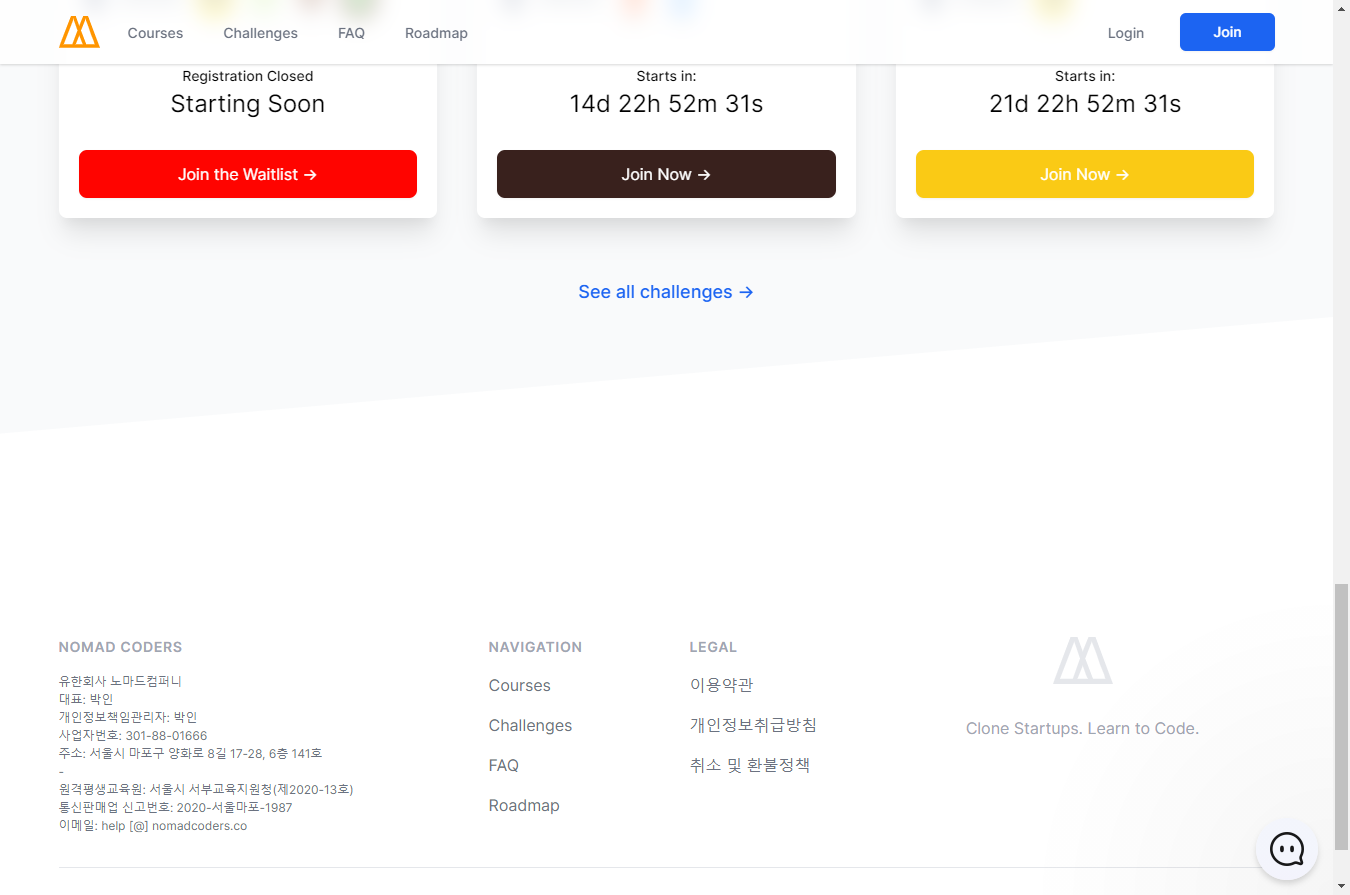 Courses
Challenges
FAQ
Roadmap
Login
Join
Registration Closed
Starting Soon
Join the Waitlist →
Starts in:
14d 22h 52m 31s
Join Now →
Starts in:
21d 22h 52m 31s
Join Now →
See all challenges →
NOMAD CODERS
유한회사 노마드컴퍼니
대표: 박인
개인정보책임관리자: 박인
사업자번호: 301-88-01666
주소: 서울시 마포구 양화로 8길 17-28, 6층 141호
-
원격평생교육원: 서울시 서부교육지원청(제2020-13호)
통신판매업 신고번호: 2020-서울마포-1987
이메일: help [@] nomadcoders.co
NAVIGATION
Courses
Challenges
FAQ
Roadmap
LEGAL
이용약관
개인정보취급방침
취소 및 환불정책
Clone Startups. Learn to Code.